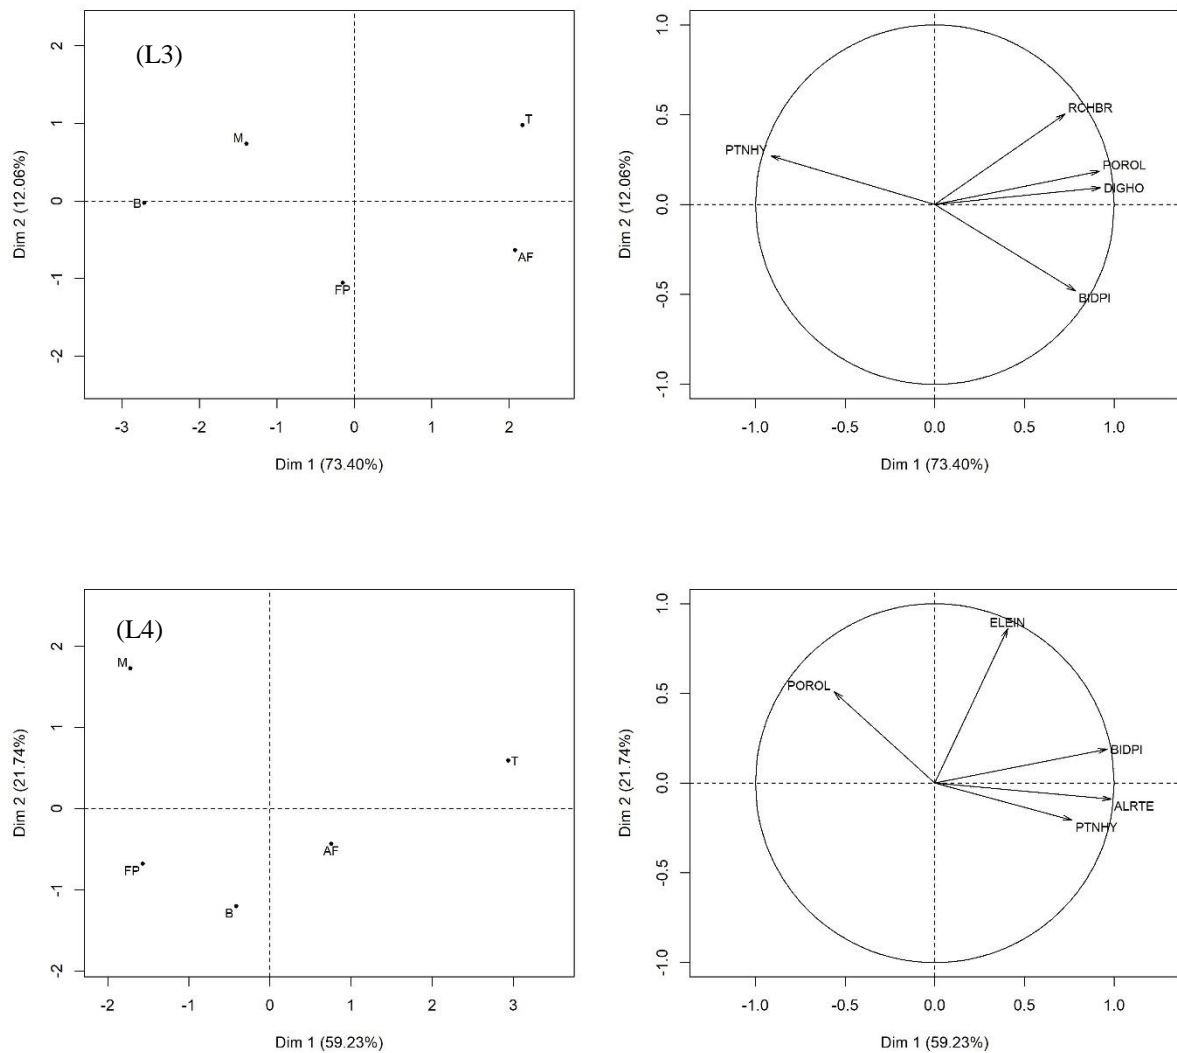 (L3)
Dim 2 (12.06%)
2
1
0
-1
-2
M
T
B
AF
FP
-3 -2 -1 0 1 2
Dim 1 (73.40%)
Dim 2 (12.06%)
1.0
0.5
0.0
-0.5
-1.0
RCHBR
PTNHY
POROL
DIGHO
BIDPI
-1.0 -0.5 0.0 0.5 1.0
Dim 1 (73.40%)
(L4)
Dim 2 (21.74%)
2
1
0
-1
-2
M
T
AF
FP
B
-2 -1 0 1 2 3
Dim 1 (59.23%)
Dim 2 (21.74%)
1.0
0.5
0.0
-0.5
-1.0
ELEIN
POROL
BIDPI
ALRTE
PTNHY
-1.0 -0.5 0.0 0.5 1.0
Dim 1 (59.23%)